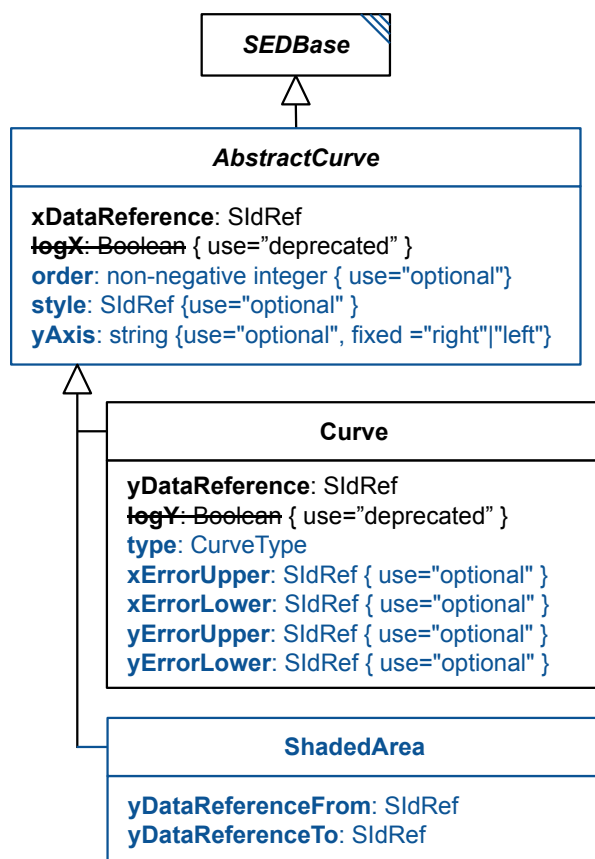 SEDBase
AbstractCurve
xDataReference: SIdRef
logX: Boolean { use=”deprecated” }
order: non-negative integer { use="optional"}
style: SIdRef {use="optional" }
yAxis: string {use="optional", fixed ="right"|"left"}
Curve
yDataReference: SIdRef
logY: Boolean { use=”deprecated” }
type: CurveType
xErrorUpper: SIdRef { use="optional" }
xErrorLower: SIdRef { use="optional" }
yErrorUpper: SIdRef { use="optional" }
yErrorLower: SIdRef { use="optional" }
ShadedArea
yDataReferenceFrom: SIdRef
yDataReferenceTo: SIdRef